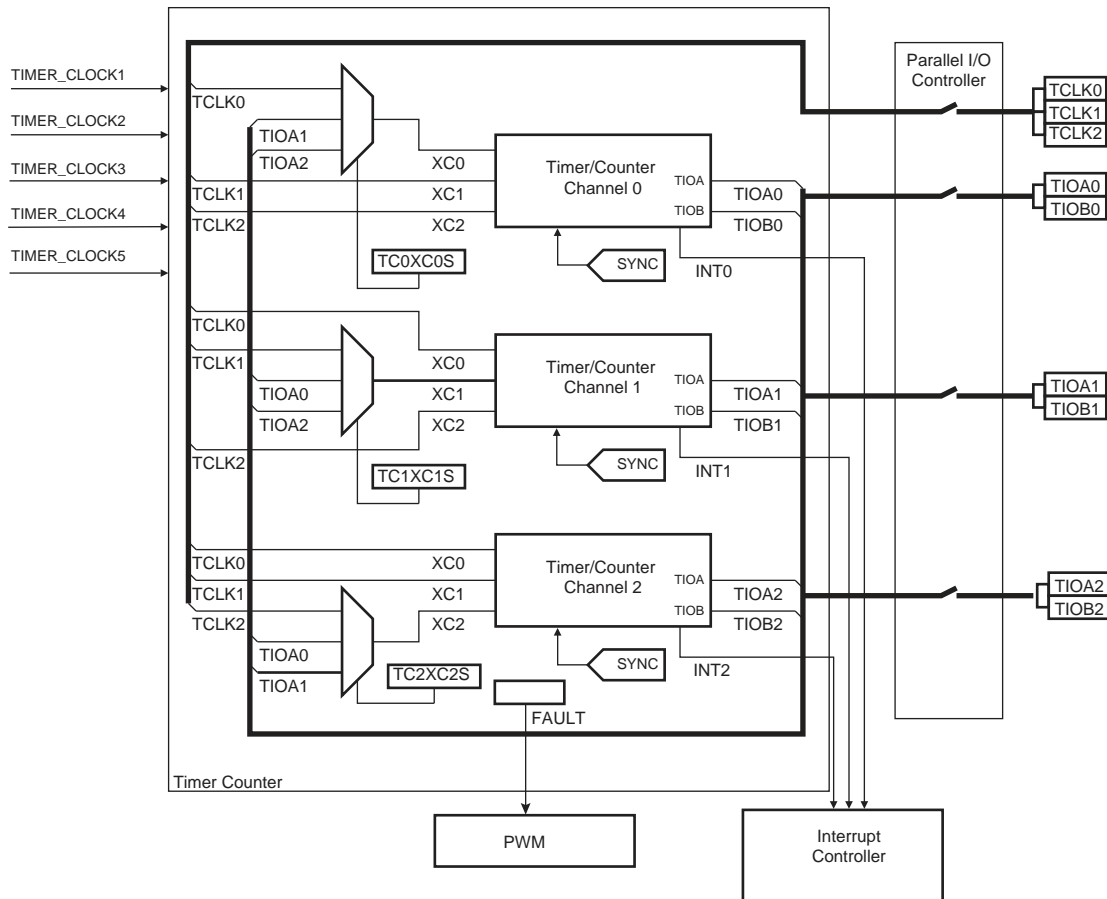 TIMER_CLOCK1
TIMER_CLOCK2
TIMER_CLOCK3
TIMER_CLOCK4
TIMER_CLOCK5
TCLK0
TIOA1
TIOA2
TCLK1
TCLK2
XC0
XC1
XC2
TC0XC0S
Timer/Counter
Channel 0
TIOA
TIOB
TIOA0
TIOB0
SYNC
INT0
TCLK0
TCLK1
TIOA0
TIOA2
TCLK2
XC0
XC1
XC2
TC1XC1S
Timer/Counter
Channel 1
TIOA
TIOB
TIOA1
TIOB1
SYNC
INT1
TCLK0
TCLK1
TCLK2
TIOA0
TIOA1
XC0
XC1
XC2
TC2XC2S
Timer/Counter
Channel 2
TIOA
TIOB
TIOA2
TIOB2
SYNC
INT2
FAULT
Timer Counter
PWM
Interrupt
Controller
Parallel I/O
Controller
TCLK0
TCLK1
TCLK2
TIOA0
TIOB0
TIOA1
TIOB1
TIOA2
TIOB2